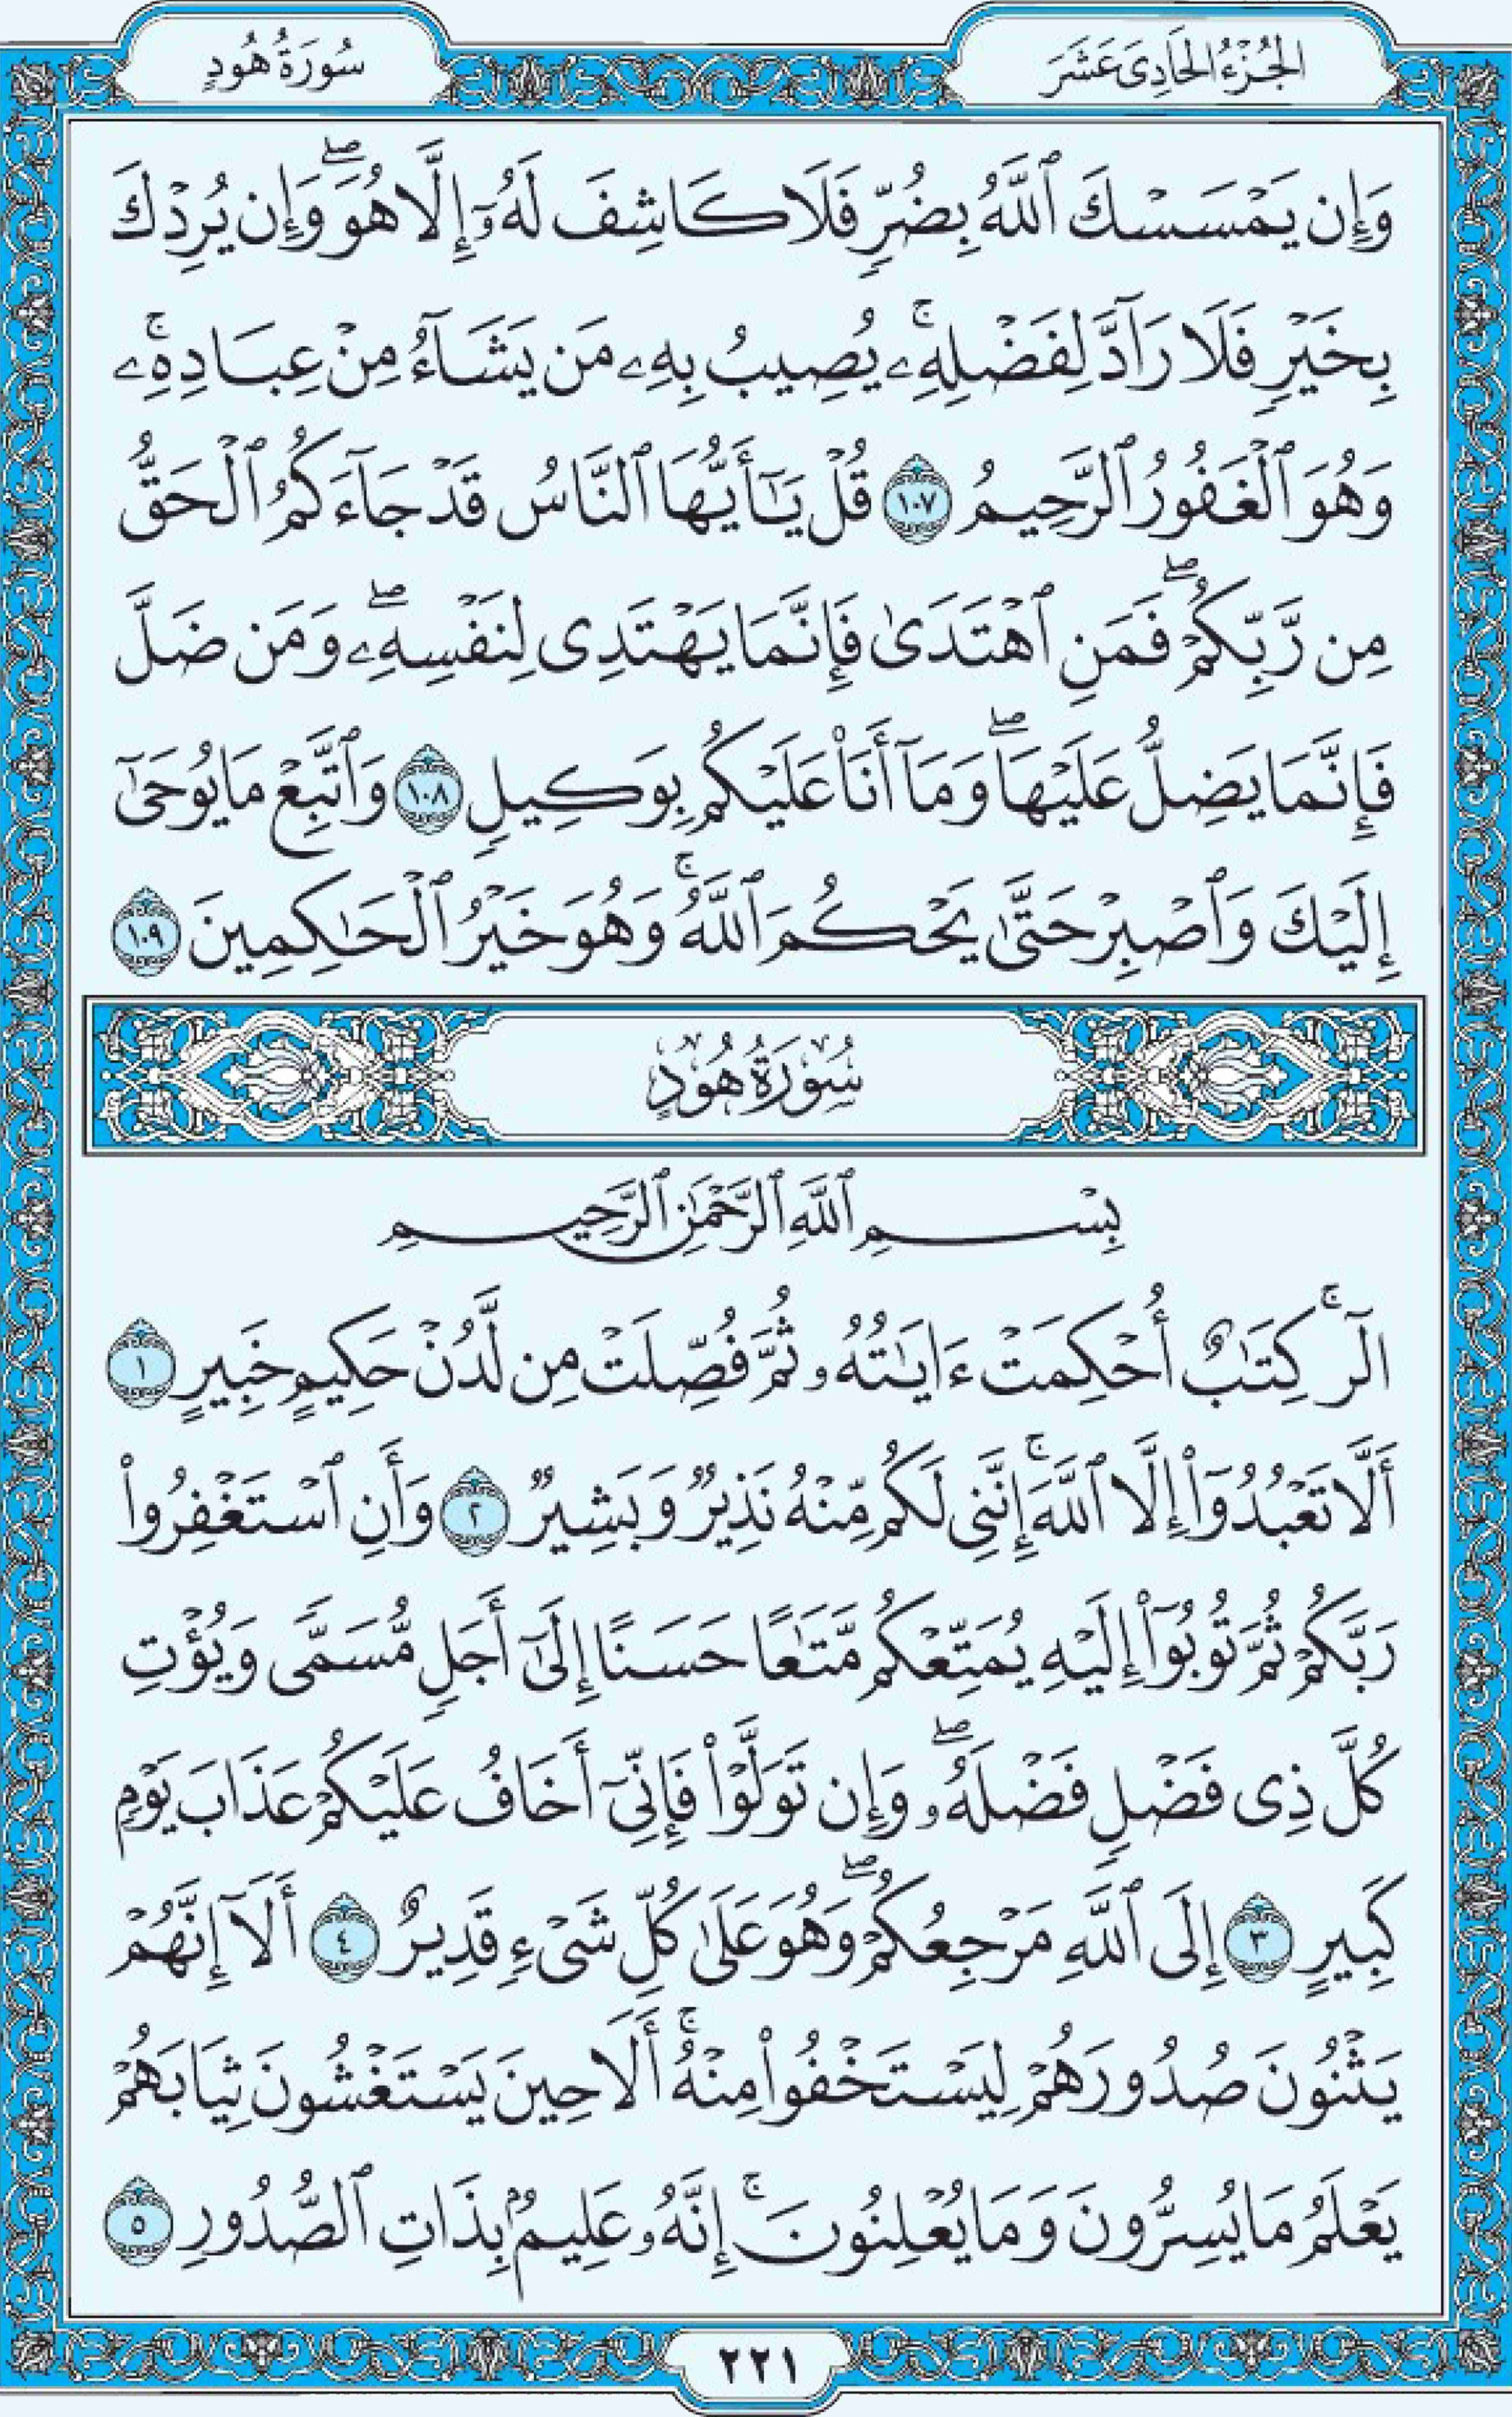 الجُزْءُ الحَادِىَ عَشَرَ
سُورَةُ هُودٍ
وَإِن يَمْسَسْكَ ٱللَّهُ بِضُرٍّ فَلَا كَاشِفَ لَهُۥٓ إِلَّا هُوَۖ وَإِن يُرِدْكَ
بِخَيْرٍ فَلَا رَآدَّ لِفَضْلِهِۦۚ يُصِيبُ بِهِۦ مَن يَشَآءُ مِنْ عِبَادِهِۦۚ
وَهُوَ ٱلْغَفُورُ ٱلرَّحِيمُ ١٠٧ قُلْ يَٰٓأَيُّهَا ٱلنَّاسُ قَدْ جَآءَكُمُ ٱلْحَقُّ
مِن رَّبِّكُمْۖ فَمَنِ ٱهْتَدَىٰ فَإِنَّمَا يَهْتَدِى لِنَفْسِهِۦۖ وَمَن ضَلَّ
فَإِنَّمَا يَضِلُّ عَلَيْهَاۖ وَمَآ أَنَا۠ عَلَيْكُم بِوَكِيلٍ ١٠٨ وَٱتَّبِعْ مَا يُوحَىٰٓ
إِلَيْكَ وَٱصْبِرْ حَتَّىٰ يَحْكُمَ ٱللَّهُۚ وَهُوَ خَيْرُ ٱلْحَٰكِمِينَ ١٠٩
سُورَةُ هُودٍ
بِسْمِ ٱللَّهِ ٱلرَّحْمَٰنِ ٱلرَّحِيمِ
الٓرۚ كِتَٰبٌ أُحْكِمَتْ ءَايَٰتُهُۥ ثُمَّ فُصِّلَتْ مِن لَّدُنْ حَكِيمٍ خَبِيرٍ ١
أَلَّا تَعْبُدُوٓا۟ إِلَّا ٱللَّهَۚ إِنَّنِى لَكُم مِّنْهُ نَذِيرٌ وَبَشِيرٌ ٢ وَأَنِ ٱسْتَغْفِرُوا۟
رَبَّكُمْ ثُمَّ تُوبُوٓا۟ إِلَيْهِ يُمَتِّعْكُم مَّتَٰعًا حَسَنًا إِلَىٰٓ أَجَلٍ مُّسَمًّى وَيُؤْتِ
كُلَّ ذِى فَضْلٍ فَضْلَهُۥۖ وَإِن تَوَلَّوْا۟ فَإِنِّىٓ أَخَافُ عَلَيْكُمْ عَذَابَ يَوْمٍ
كَبِيرٍ ٣ إِلَى ٱللَّهِ مَرْجِعُكُمْۖ وَهُوَ عَلَىٰ كُلِّ شَىْءٍ قَدِيرٌ ٤ أَلَآ إِنَّهُمْ
يَثْنُونَ صُدُورَهُمْ لِيَسْتَخْفُوا۟ مِنْهُۚ أَلَا حِينَ يَسْتَغْشُونَ ثِيَابَهُمْ
يَعْلَمُ مَا يُسِرُّونَ وَمَا يُعْلِنُونَۚ إِنَّهُۥ عَلِيمٌۢ بِذَاتِ ٱلصُّدُورِ ٥
٢٢١